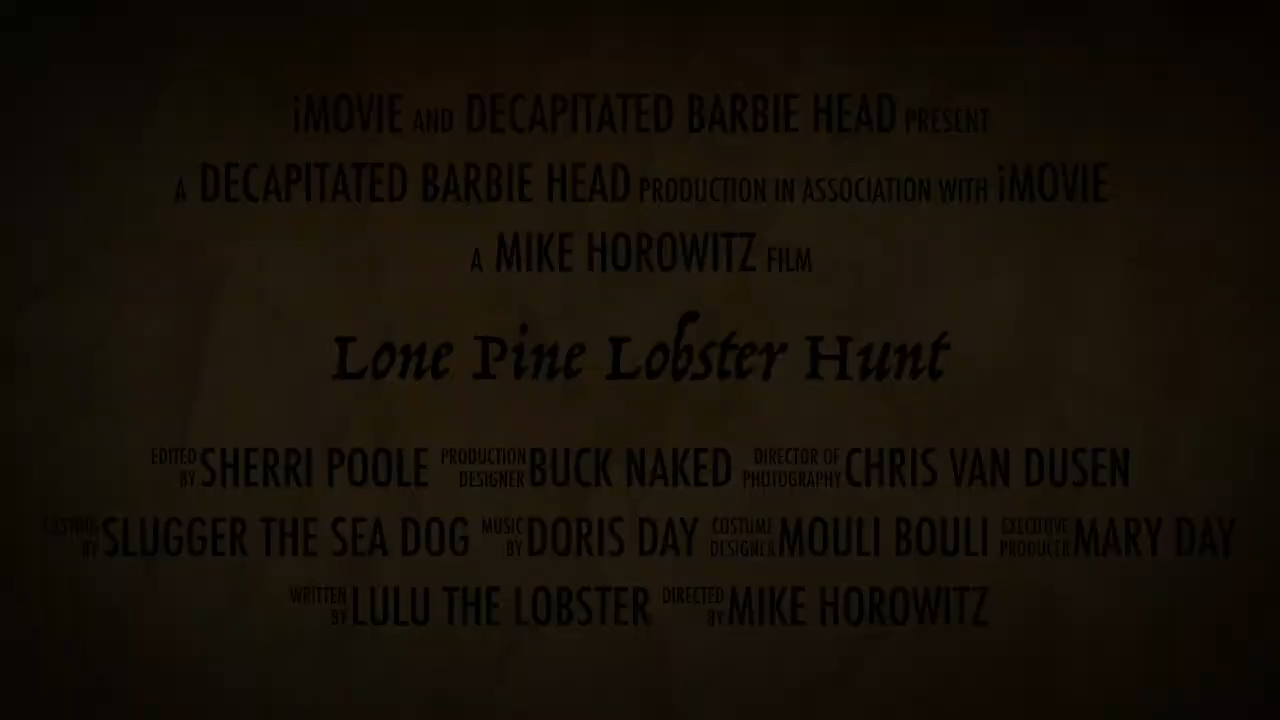 iMOVIE AND DECAPITATED BARBIE HEAD PRESENT
A DECAPITATED BARBIE HEAD PRODUCTION IN ASSOCIATION WITH iMOVIE
A MIKE HOROWITZ FILM
Lone Pine Lobster Hunt
EDITED BY SHERRI POOLE PRODUCTION DESIGNER BUCK NAKED DIRECTOR OF PHOTOGRAPHY CHRIS VAN DUSEN
CASTING BY SLUGGER THE SEA DOG MUSIC BY DORIS DAY COSTUME DESIGNER MOULI BOULI EXECUTIVE PRODUCER MARY DAY
WRITTEN BY LULU THE LOBSTER DIRECTED BY MIKE HOROWITZ